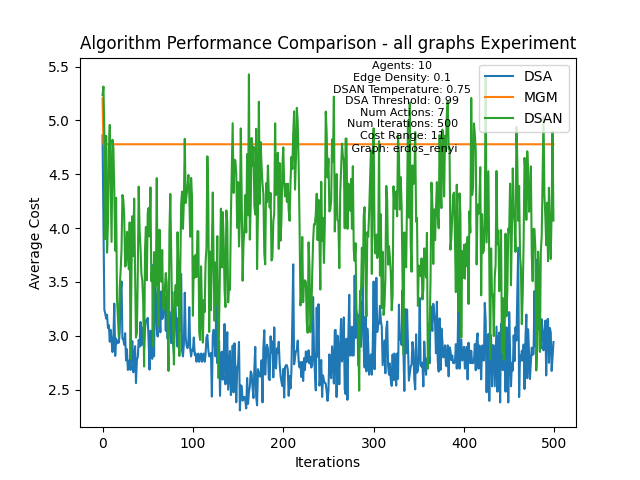 Algorithm Performance Comparison - all graphs Experiment
Agents: 10
Edge Density: 0.1
DSAN Temperature: 0.75
DSA Threshold: 0.99
Num Actions: 7
Num Iterations: 500
Cost Range:
Graph: erdos_renyi
DSA
MGM
DSAN
Average Cost
5.5
5.0
4.5
4.0
3.5
3.0
2.5
0
100
200
300
400
500
Iterations